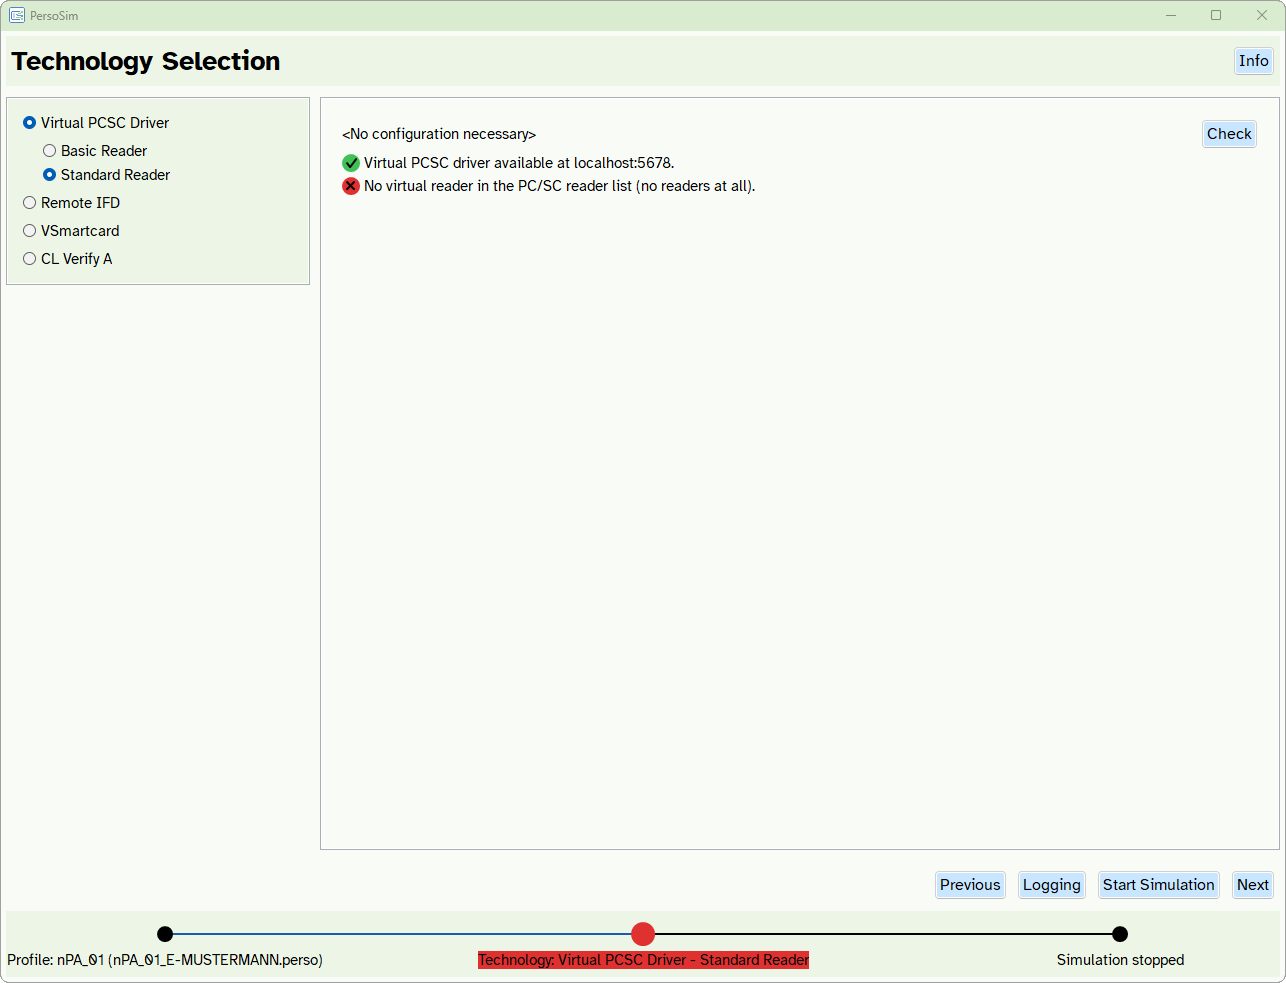 PersoSim
Technology Selection
Info
Virtual PCSC Driver
Basic Reader
Standard Reader
Remote IFD
VSmartcard
CL Verify A
<No configuration necessary>
Check
Virtual PCSC driver available at localhost:5678.
No virtual reader in the PC/SC reader list (no readers at all).
Previous
Logging
Start Simulation
Next
Profile: nPA_01 (nPA_01_E-MUSTERMANN.perso)
Technology: Virtual PCSC Driver - Standard Reader
Simulation stopped